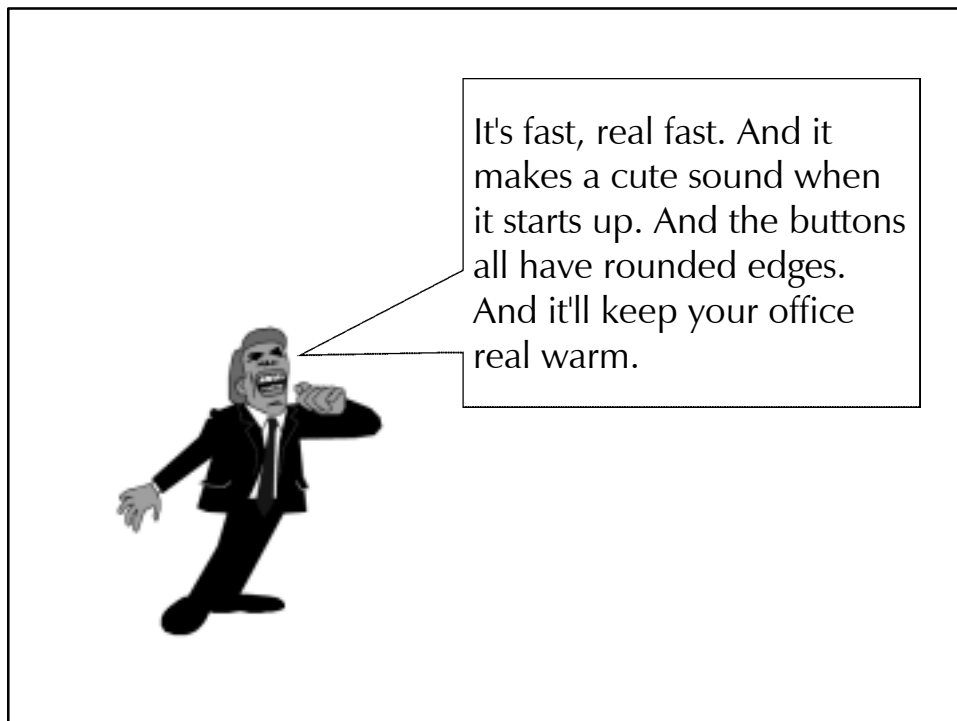 It's fast, real fast. And it
makes a cute sound when
it starts up. And the buttons
all have rounded edges.
And it'll keep your office
real warm.